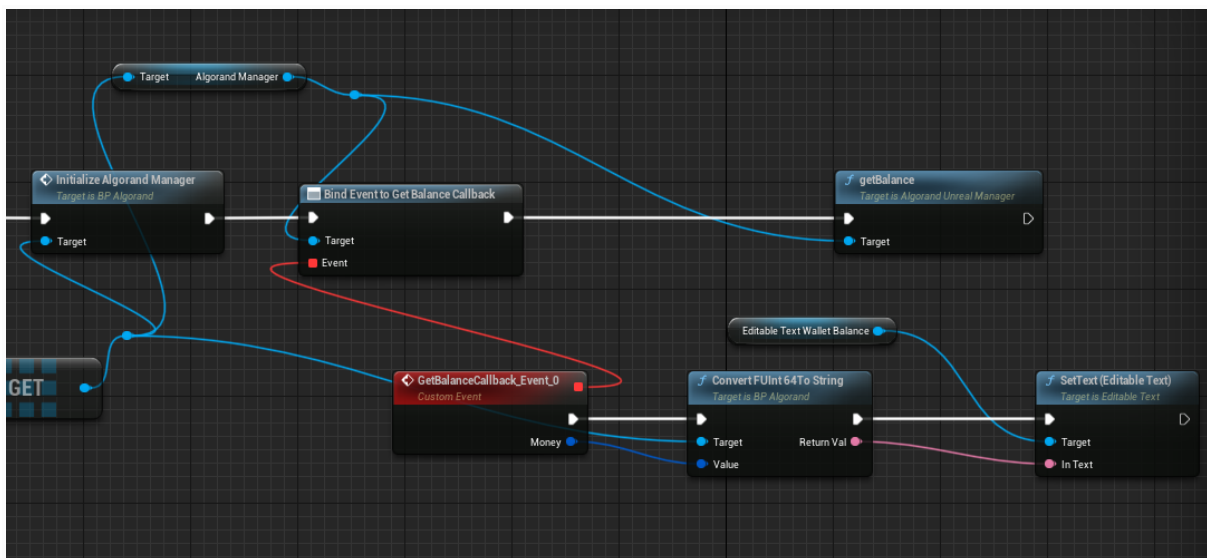 Target Algorand Manager
Initialize Algorand Manager
Target is BP Algorand
Target
Bind Event to Get Balance Callback
Target
Event
getBalance
Target is Algorand Unreal Manager
Target
Editable Text Wallet Balance
GET
GetBalanceCallback_Event_0
Custom Event
Money
Convert FUInt 64To String
Target is BP Algorand
Target Return Val
Value
SetText (Editable Text)
Target is Editable Text
Target
In Text